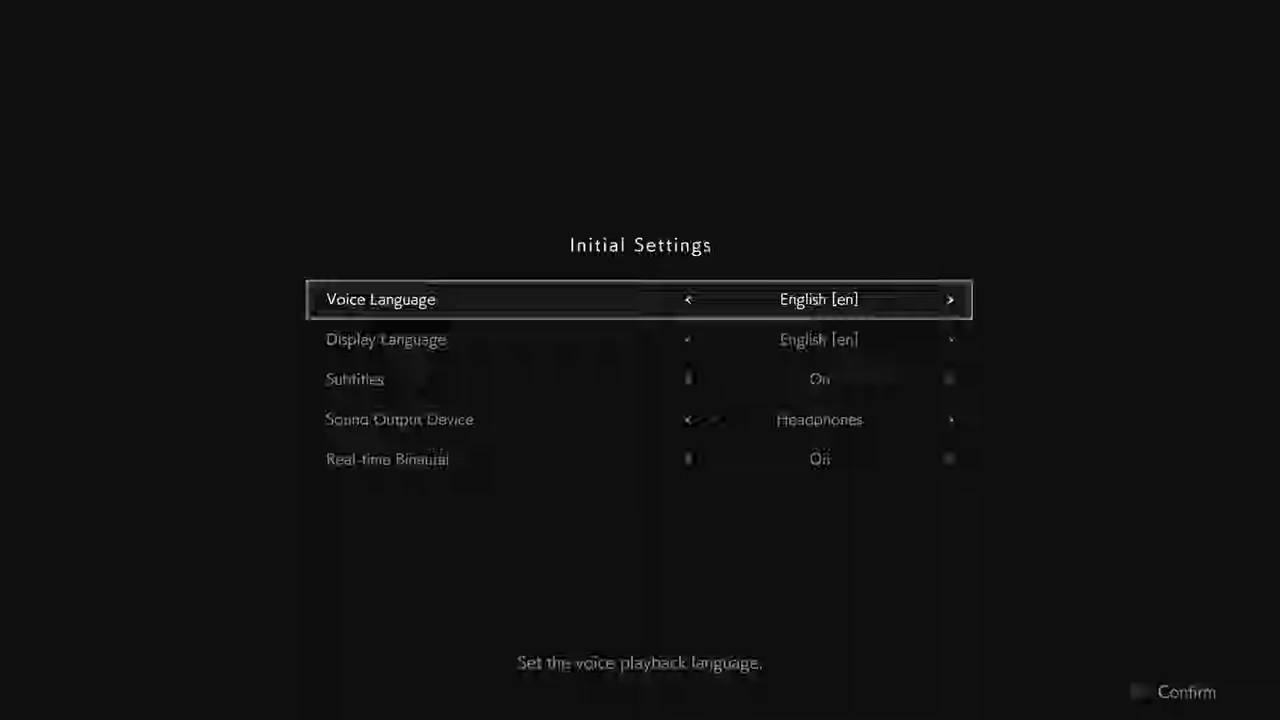 Initial Settings
Voice Language < English [en] >
Display Language English [en]
Subtitles On
Sound Output Device < Headphones
Real-time Binaural On
Set the voice playback language.
Confirm